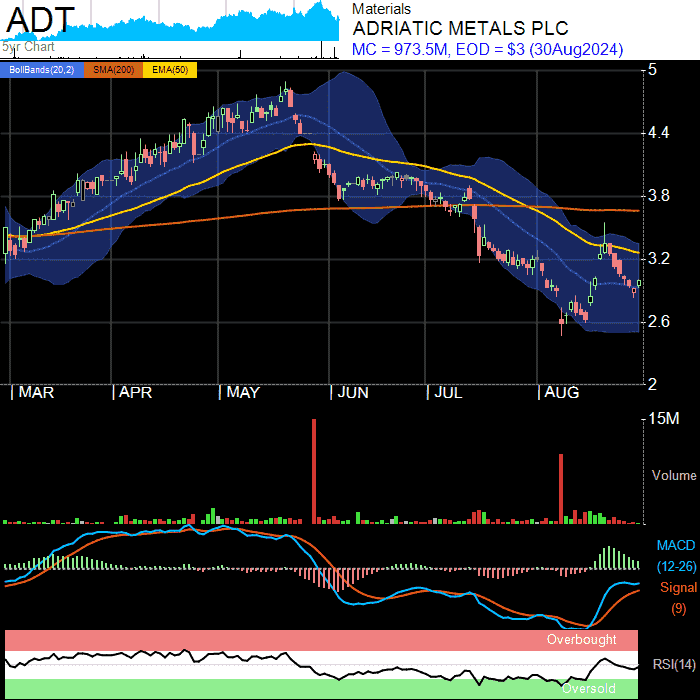 ADT
5yr Chart
Materials
ADRIATIC METALS PLC
MC = 973.5M, EOD = $3 (30Aug2024)
BollBands(20,2) SMA(200) EMA(50)
5
4.4
3.8
3.2
2.6
2
MAR APR MAY JUN JUL AUG
15M
Volume
MACD
(12-26)
Signal
(9)
Overbought
RSI(14)
Oversold